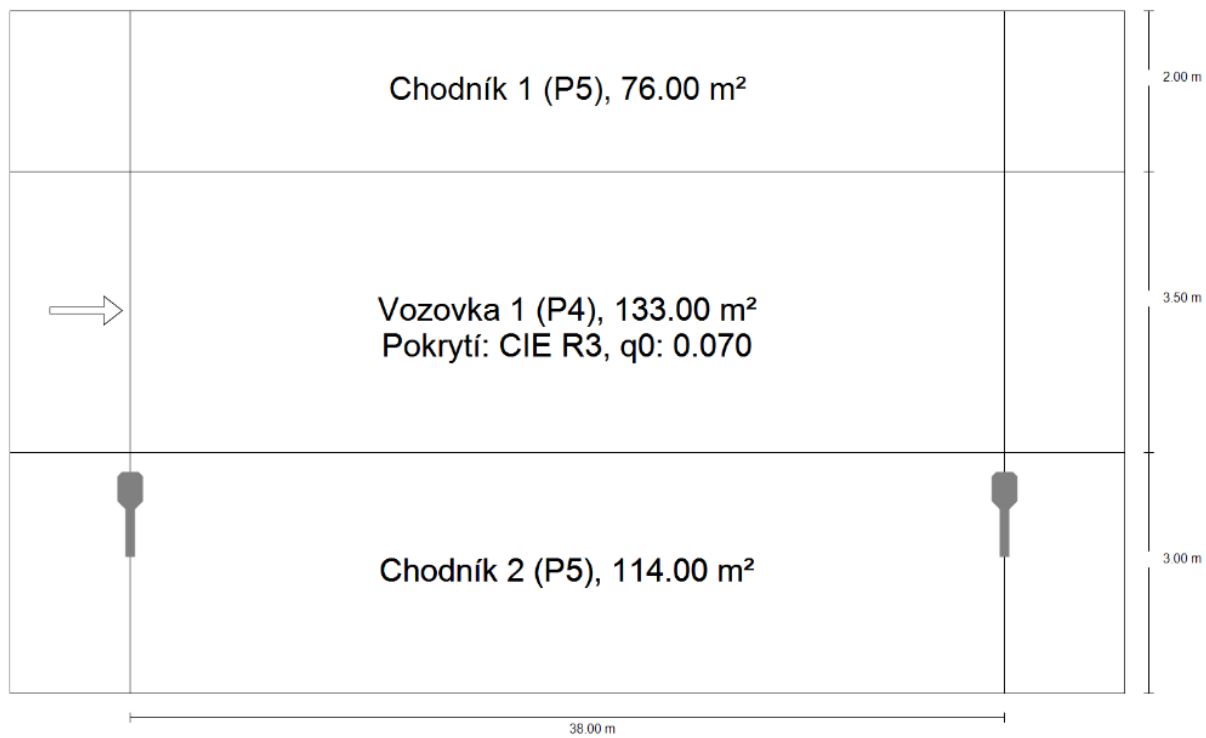 Chodník 1 (P5), 76.00 m²
2.00 m
Vozovka 1 (P4), 133.00 m²
3.50 m
Pokrytí: CIE R3, q0: 0.070
Chodník 2 (P5), 114.00 m²
3.00 m
38.00 m